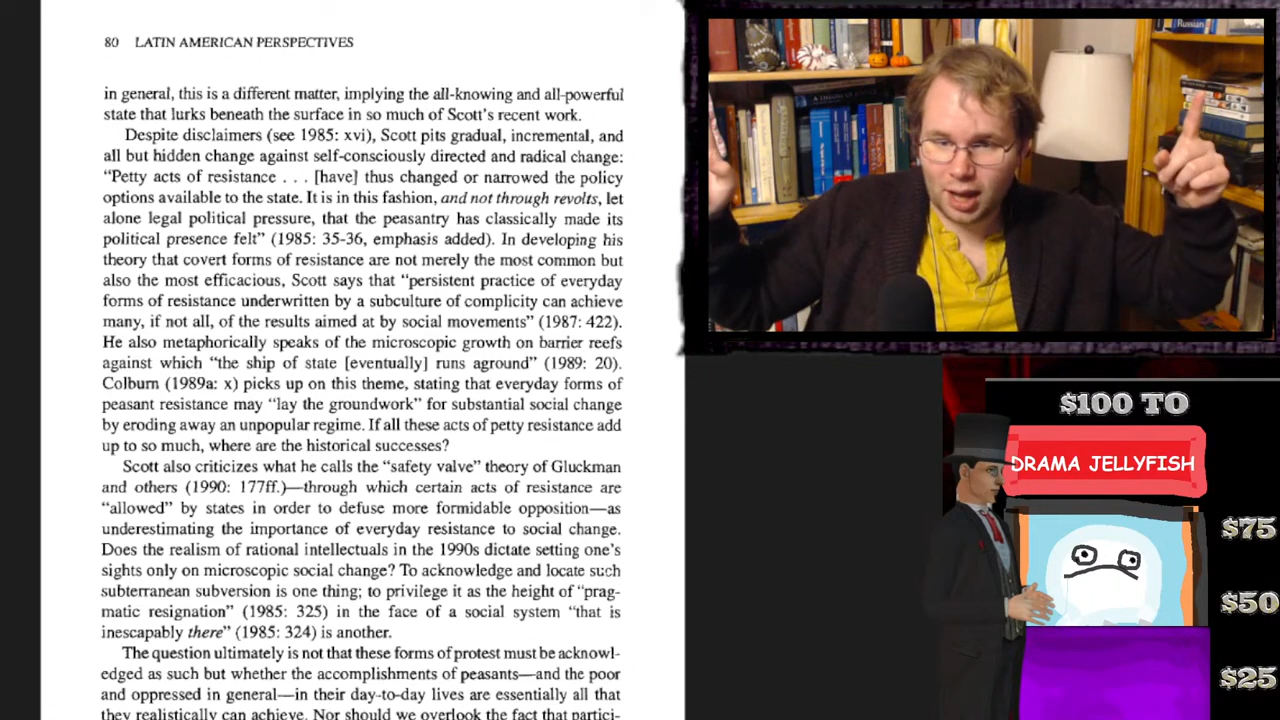 80 LATIN AMERICAN PERSPECTIVES
in general, this is a different matter, implying the all-knowing and all-powerful
state that lurks beneath the surface in so much of Scott's recent work.
Despite disclaimers (see 1985: xvi), Scott pits gradual, incremental, and
all but hidden change against self-consciously directed and radical change:
“Petty acts of resistance . . . [have] thus changed or narrowed the policy
options available to the state. It is in this fashion, and not through revolts, let
alone legal political pressure, that the peasantry has classically made its
political presence felt” (1985: 35-36, emphasis added). In developing his
theory that covert forms of resistance are not merely the most common but
also the most efficacious, Scott says that “persistent practice of everyday
forms of resistance underwritten by a subculture of complicity can achieve
many, if not all, of the results aimed at by social movements” (1987: 422).
He also metaphorically speaks of the microscopic growth on barrier reefs
against which “the ship of state [eventually] runs aground” (1989: 20).
Colburn (1989a: x) picks up on this theme, stating that everyday forms of
peasant resistance may “lay the groundwork” for substantial social change
by eroding away an unpopular regime. If all these acts of petty resistance add
up to so much, where are the historical successes?
Scott also criticizes what he calls the “safety valve” theory of Gluckman
and others (1990: 177ff.)—through which certain acts of resistance are
“allowed” by states in order to defuse more formidable opposition—as
underestimating the importance of everyday resistance to social change.
Does the realism of rational intellectuals in the 1990s dictate setting one's
sights only on microscopic social change? To acknowledge and locate such
subterranean subversion is one thing; to privilege it as the height of “prag-
matic resignation” (1985: 325) in the face of a social system “that is
inescapably there” (1985: 324) is another.
The question ultimately is not that these forms of protest must be acknowl-
edged as such but whether the accomplishments of peasants—and the poor
and oppressed in general—in their day-to-day lives are essentially all that
they realistically can achieve. Nor should we overlook the fact that partici-
Russian
$100 TO
DRAMA JELLYFISH
$75
$50
$25